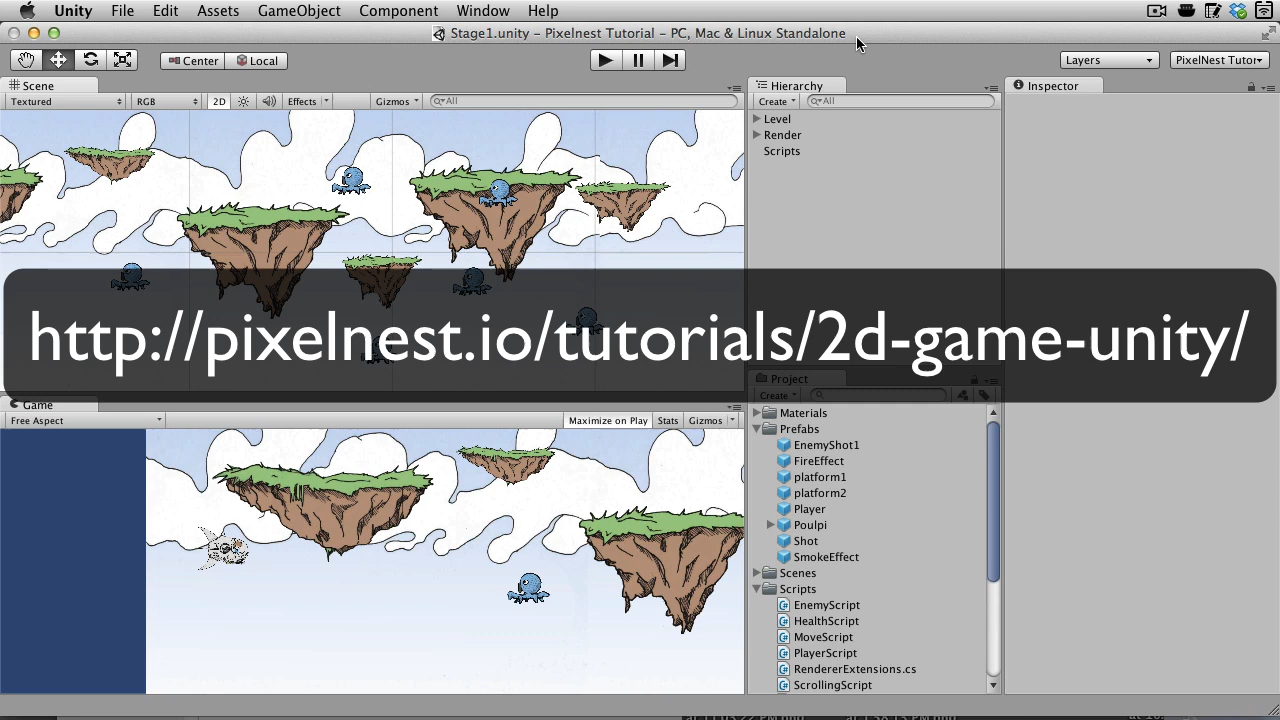 Unity File Edit Assets GameObject Component Window Help
Stage1.unity – Pixelnest Tutorial – PC, Mac & Linux Standalone
Center Local Layers PixelNest Tutor
Scene Hierarchy Inspector
Textured RGB 2D Effects Gizmos All Create All
Level
Render
Scripts
http://pixelnest.io/tutorials/2d-game-unity/
Project
Create
Game
Free Aspect Maximize on Play Stats Gizmos
Materials
Prefabs
EnemyShot1
FireEffect
platform1
platform2
Player
Poulpi
Shot
SmokeEffect
Scenes
Scripts
EnemyScript
HealthScript
MoveScript
PlayerScript
RendererExtensions.cs
ScrollingScript